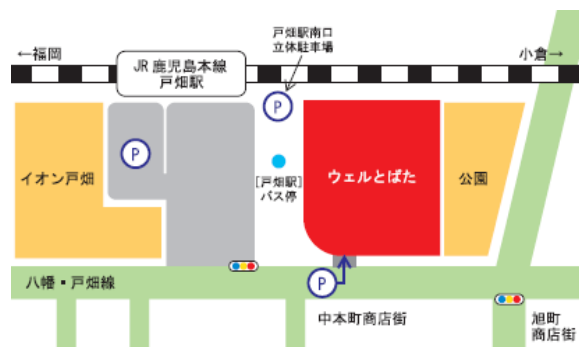 ←福岡
戸畑駅南口
立体駐車場
小倉→
JR鹿児島本線
戸畑駅
P
P
イオン戸畑
[戸畑駅]
バス停
ウェルとばた
公園
八幡・戸畑線
P
中本町商店街
旭町
商店街